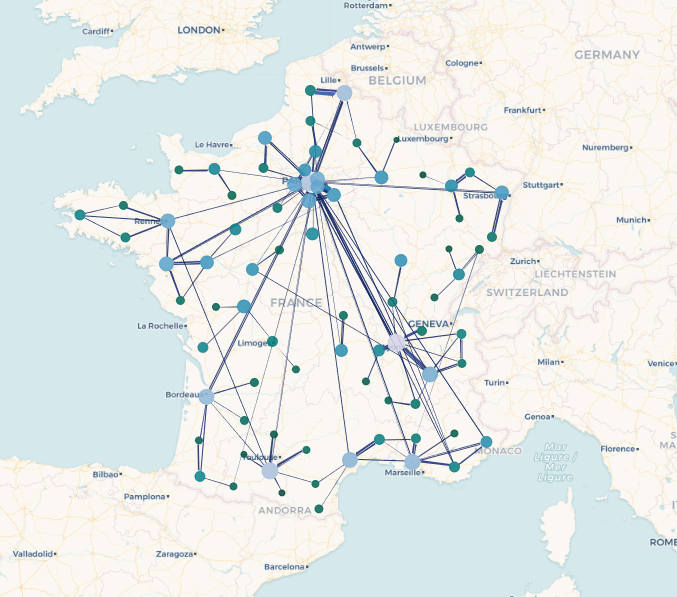 Rotterdam
Cardiff
LONDON
Antwerp
GERMANY
Brussels
Cologne
Lille
BELGIUM
Frankfurt
LUXEMBOURG
Luxembourg
Le Havre
Nuremberg
Stuttgart
Strasbourg
Rennes
Munich
Zurich
LIECHTENSTEIN
SWITZERLAND
FRANCE
La Rochelle
GENEVA
Limoges
Milan
Venice
Turin
Bordeaux
Genoa
MONACO
Mar
Ligure /
Mer
Ligure
Florence
Toulouse
Marseille
Bilbao
Pamplona
ANDORRA
ROME
Valladolid
Zaragoza
Barcelona